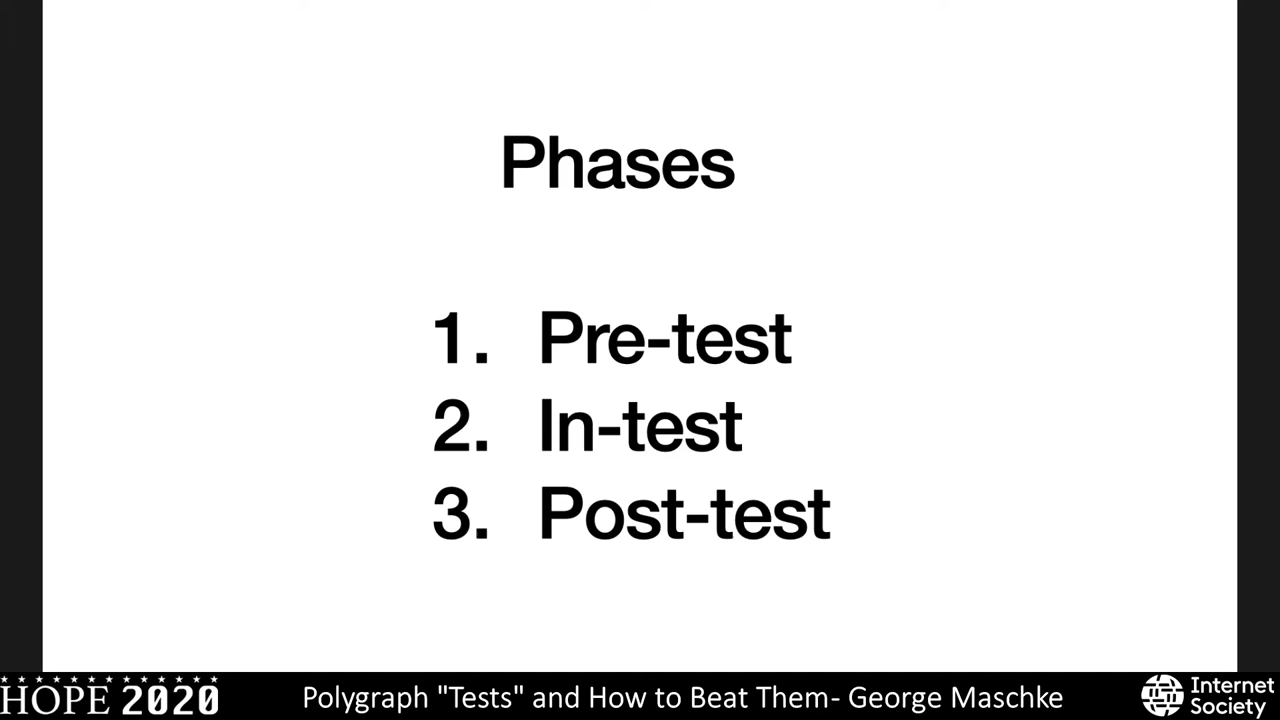 Phases
1. Pre-test
2. In-test
3. Post-test
HOPE 2020
Polygraph "Tests" and How to Beat Them- George Maschke
Internet
Society